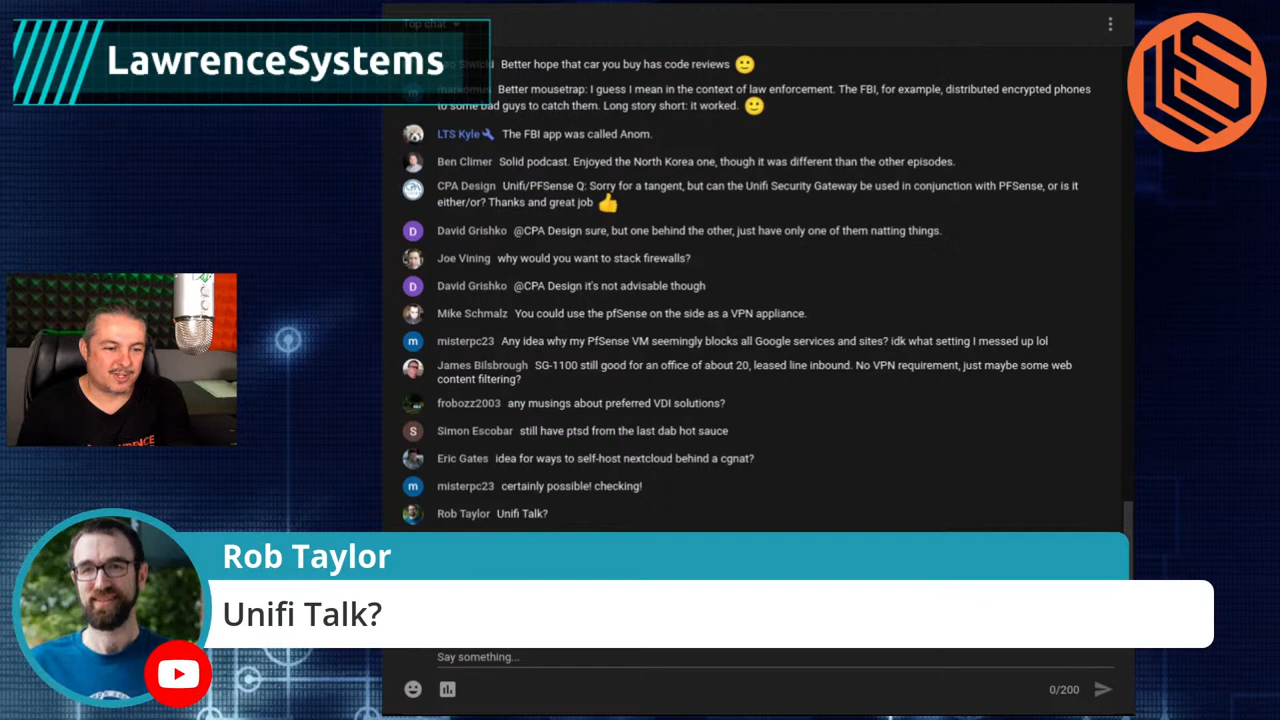 Top chat
LawrenceSystems
Better hope that car you buy has code reviews
Better mousetrap: I guess I mean in the context of law enforcement. The FBI, for example, distributed encrypted phones
to some bad guys to catch them. Long story short: it worked.
LTS Kyle The FBI app was called Anom.
Ben Climer Solid podcast. Enjoyed the North Korea one, though it was different than the other episodes.
CPA Design Unifi/PFSense Q: Sorry for a tangent, but can the Unifi Security Gateway be used in conjunction with PFSense, or is it
either/or? Thanks and great job
D David Grishko @CPA Design sure, but one behind the other, just have only one of them natting things.
Joe Vining why would you want to stack firewalls?
D David Grishko @CPA Design it's not advisable though
Mike Schmalz You could use the pfSense on the side as a VPN appliance.
m misterpc23 Any idea why my PfSense VM seemingly blocks all Google services and sites? idk what setting I messed up lol
James Bilsbrough SG-1100 still good for an office of about 20, leased line inbound. No VPN requirement, just maybe some web
content filtering?
frobozz2003 any musings about preferred VDI solutions?
S Simon Escobar still have ptsd from the last dab hot sauce
Eric Gates idea for ways to self-host nextcloud behind a cgnat?
m misterpc23 certainly possible! checking!
Rob Taylor Unifi Talk?
Rob Taylor
Unifi Talk?
Say something...
0/200